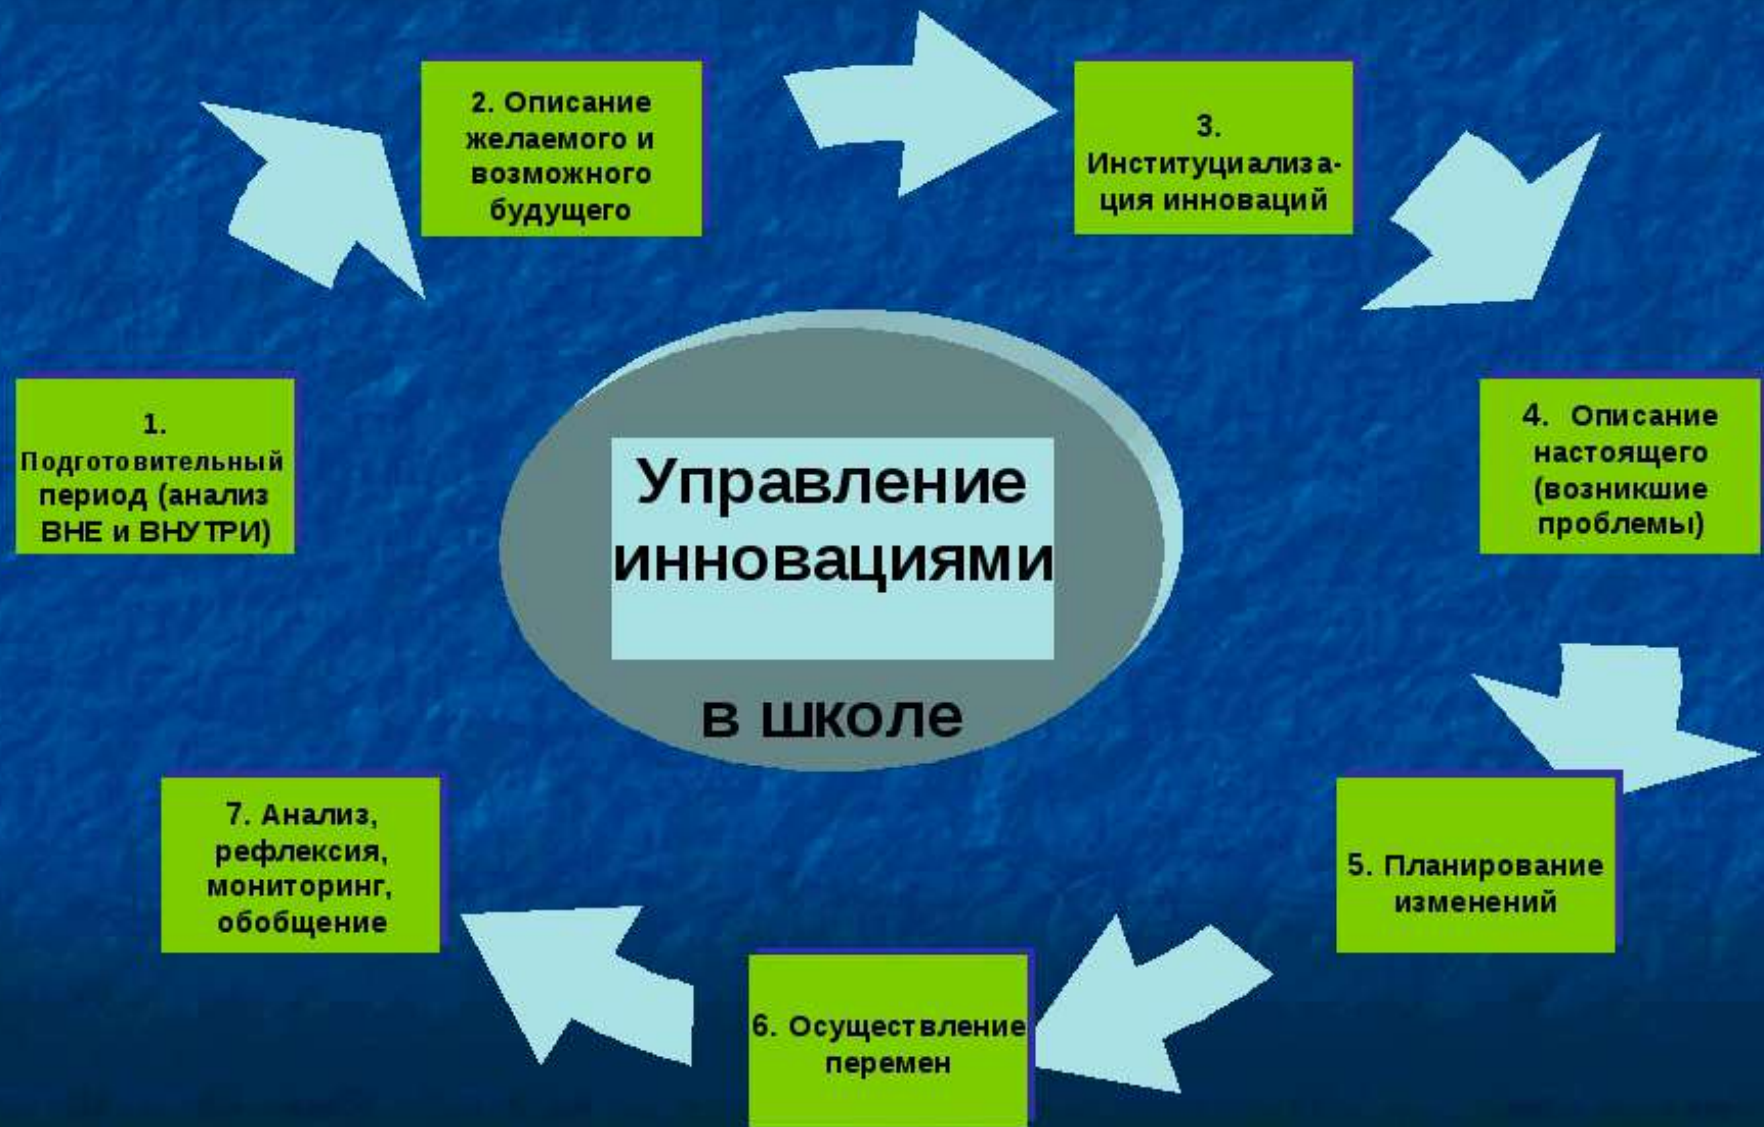 1.
Подготовительный
период (анализ
ВНЕ и ВНУТРИ)
2. Описание
желаемого и
возможного
будущего
3.
Институциализа-
ция инноваций
4. Описание
настоящего
(возникшие
проблемы)
5. Планирование
изменений
6. Осуществление
перемен
7. Анализ,
рефлексия,
мониторинг,
обобщение
Управление
инновациями
в школе